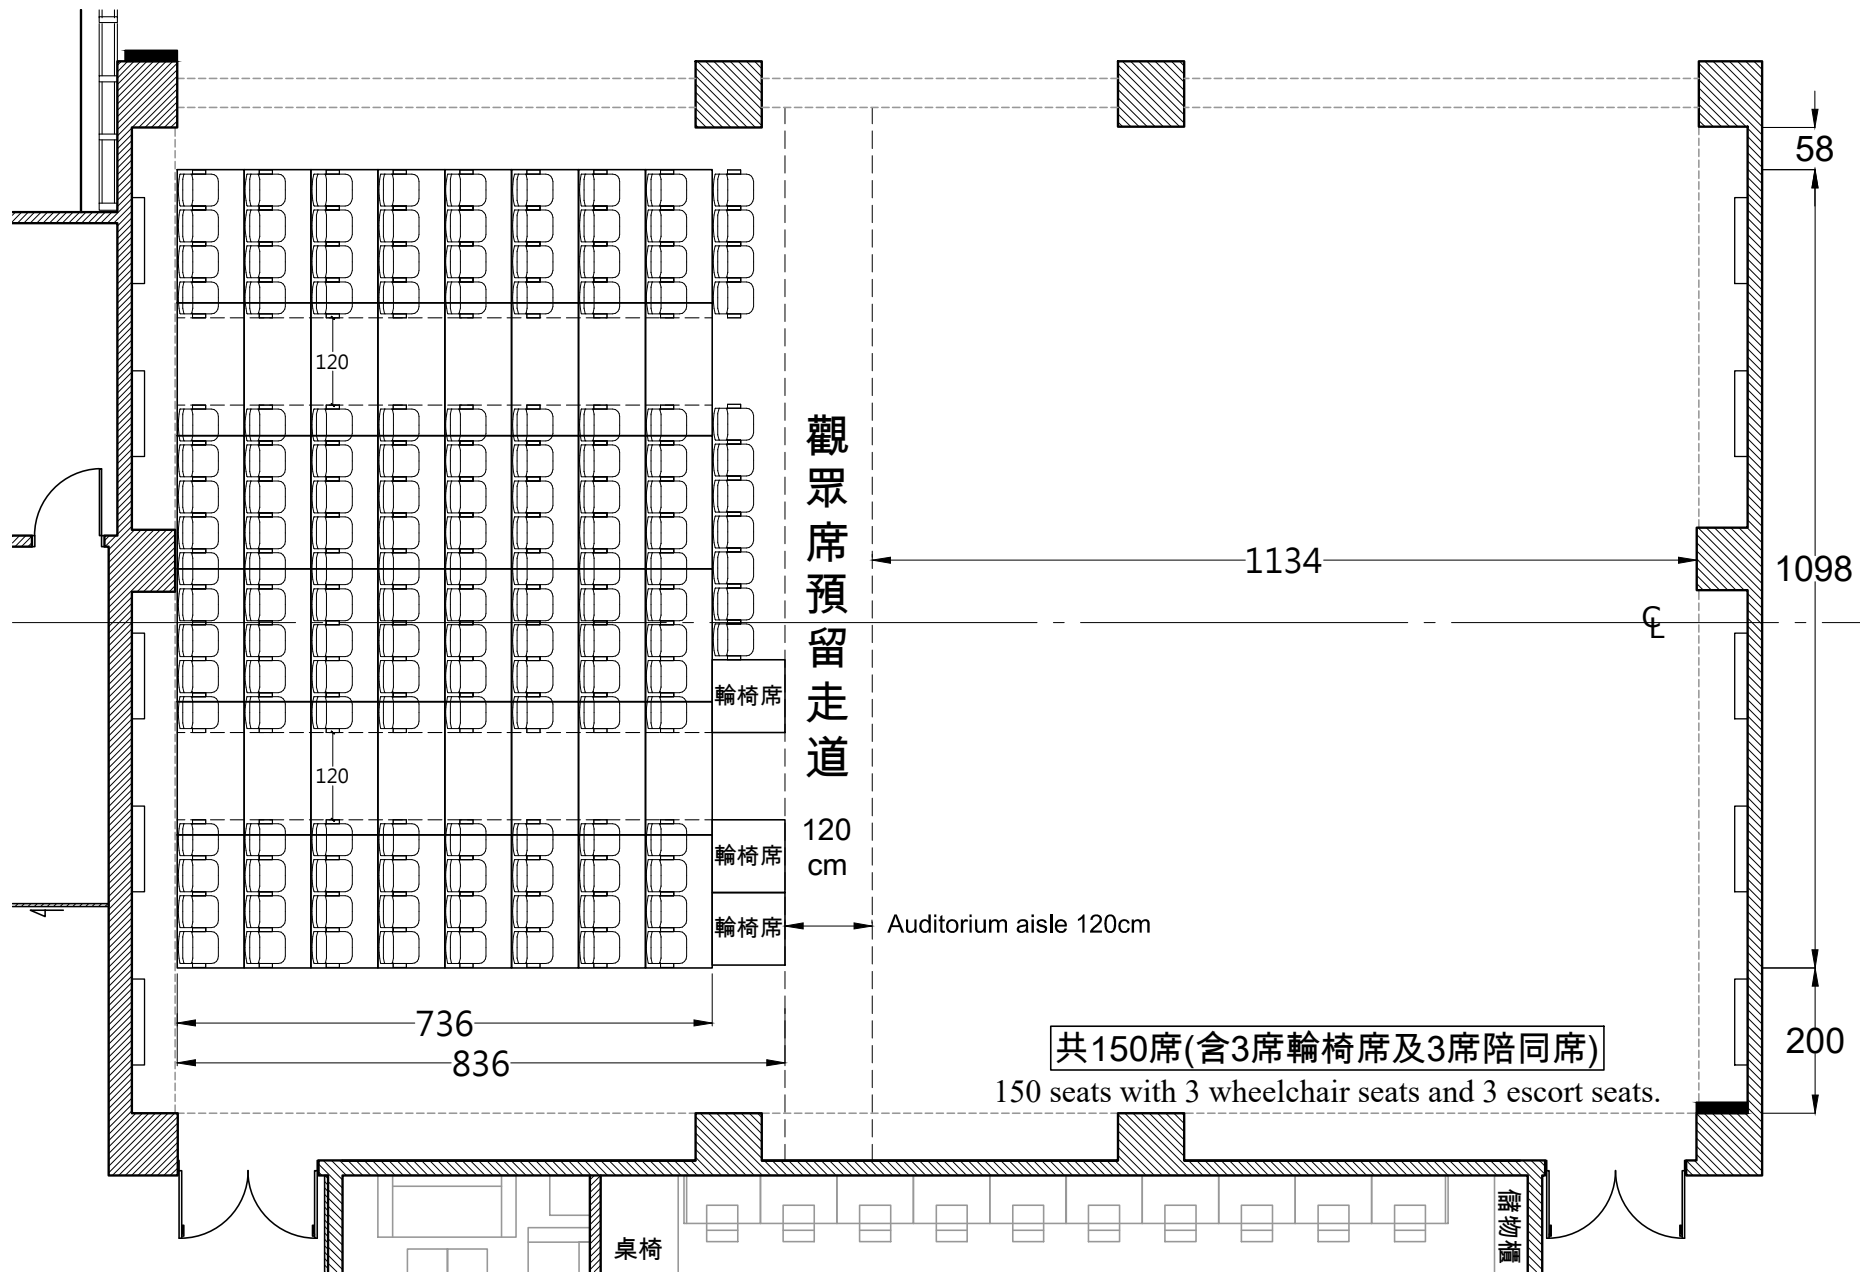 58
120
觀眾席預留走道
1134
1098
℄
輪椅席
120
120
cm
輪椅席
輪椅席
Auditorium aisle 120cm
4
736
836
共150席(含3席輪椅席及3席陪同席)
150 seats with 3 wheelchair seats and 3 escort seats.
200
桌椅
儲物櫃